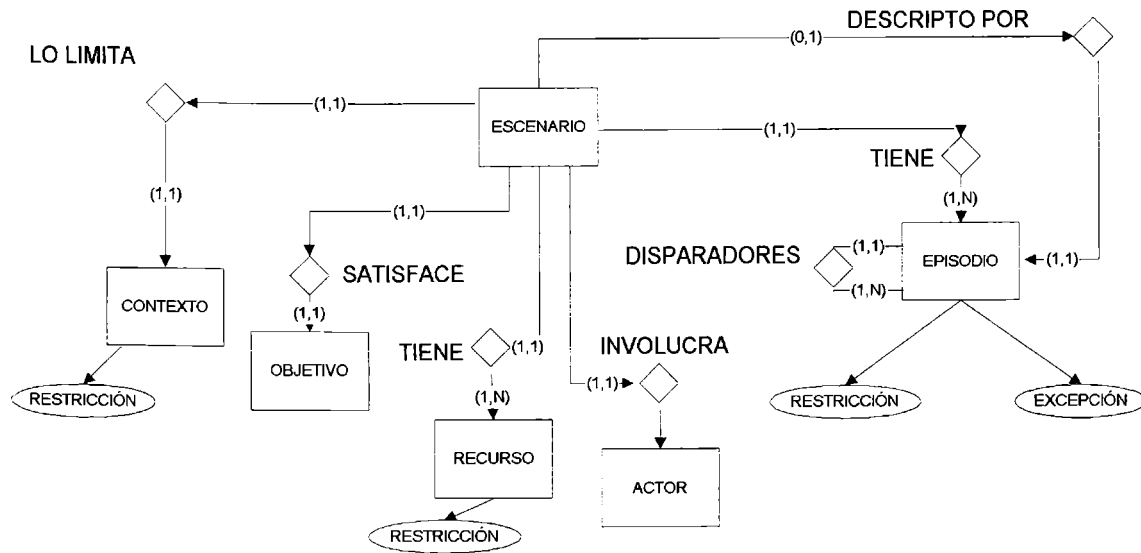 DESCRIPTO POR
(0,1)
LO LIMITA
(1,1)
ESCENARIO
(1,1)
TIENE
(1,1)
(1,N)
(1,1)
DISPARADORES
(1,1)
EPISODIO
(1,1)
SATISFACE
(1,N)
CONTEXTO
(1,1)
TIENE
(1,1)
INVOLUCRA
OBJETIVO
(1,1)
RESTRICCIÓN
(1,N)
RESTRICCIÓN
EXCEPCIÓN
RECURSO
ACTOR
RESTRICCIÓN